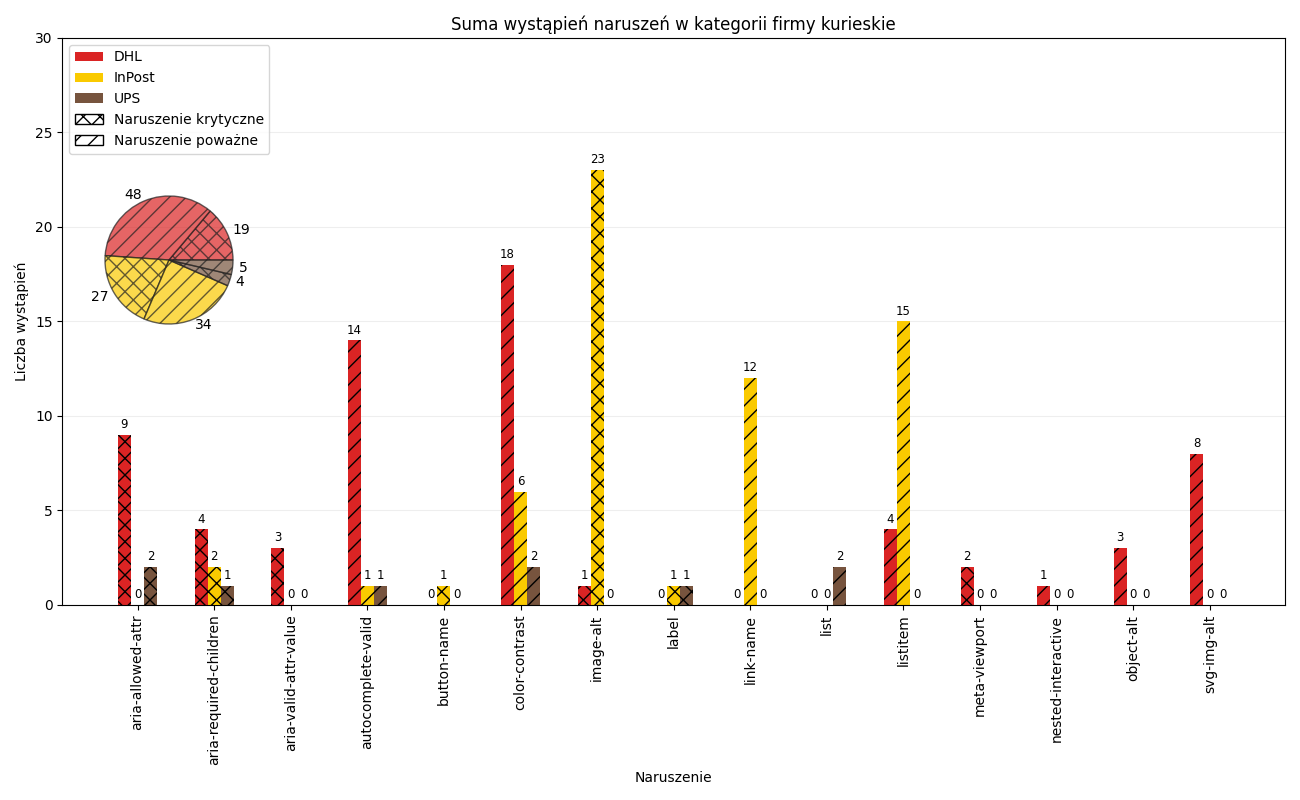 Suma wystąpień naruszeń w kategorii firmy kurieskie
30
25
20
15
10
5
0
Liczba wystąpień
DHL
InPost
UPS
Naruszenie krytyczne
Naruszenie poważne
48
19
5
4
27
34
9 0 2
4 2 1
3 0 0
14 1 1
0 1 0
18 6 2
1 23 0
0 1 1
0 12 0
0 0 2
4 15 0
2 0 0
1 0 0
3 0 0
8 0 0
aria-allowed-attr
aria-required-children
aria-valid-attr-value
autocomplete-valid
button-name
color-contrast
image-alt
label
link-name
list
listitem
meta-viewport
nested-interactive
object-alt
svg-img-alt
Naruszenie